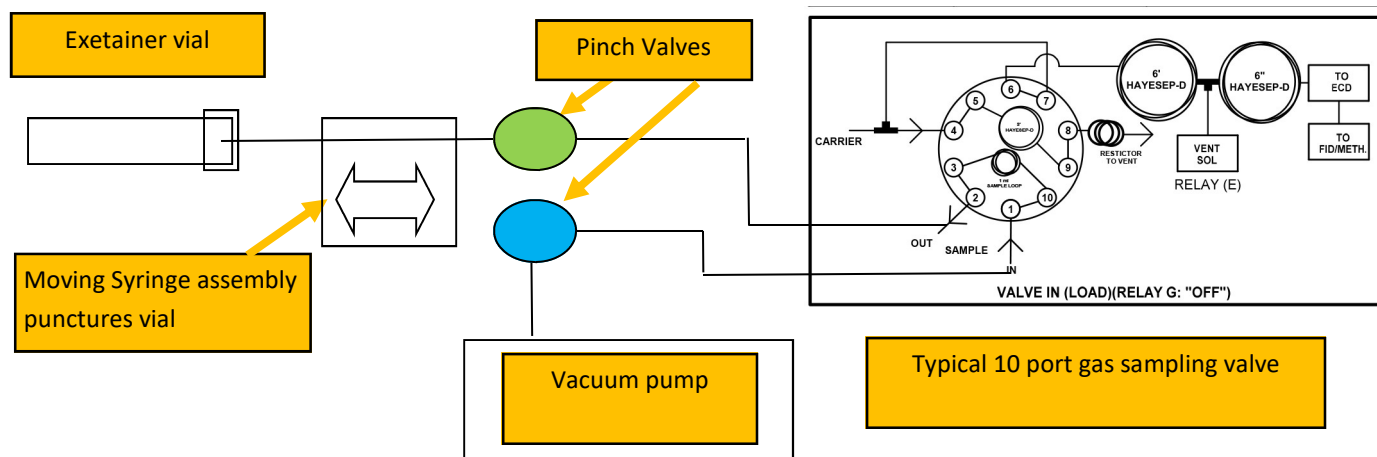 Exetainer vial
Pinch Valves
Moving Syringe assembly
punctures vial
Vacuum pump
Typical 10 port gas sampling valve
6'
HAYESEP-D
6"
HAYESEP-D
TO
ECD
TO
FID/METH.
VENT
SOL
RELAY (E)
CARRIER
RESTICTOR
TO VENT
6
7
5
4
8
3
9
2
1
10
HAYESEP-D
1 ml
SAMPLE LOOP
OUT
SAMPLE
IN
VALVE IN (LOAD)(RELAY G: "OFF")